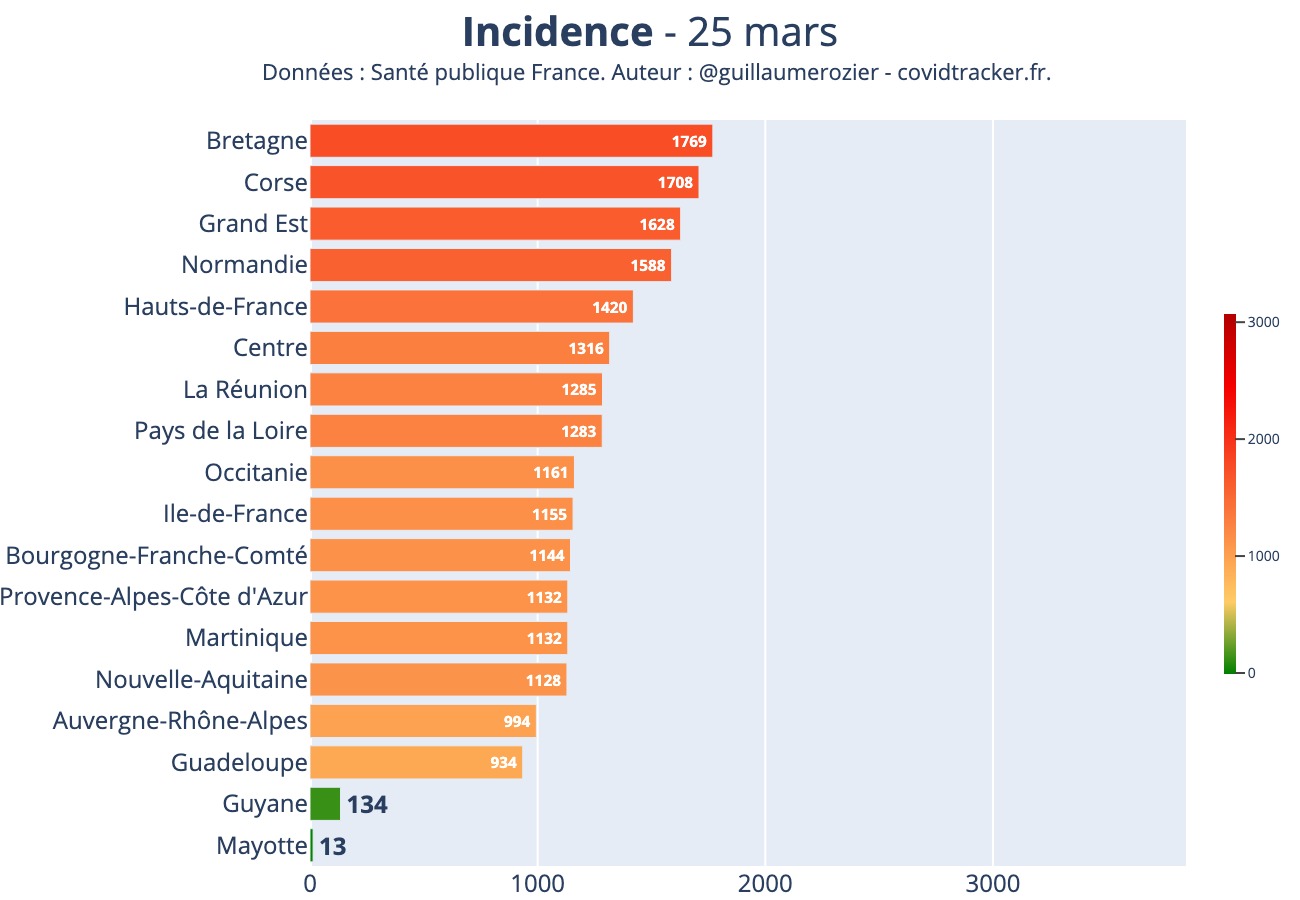 Incidence - 25 mars
Données : Santé publique France. Auteur : @guillaumerozier - covidtracker.fr.
Bretagne 1769
Corse 1708
Grand Est 1628
Normandie 1588
Hauts-de-France 1420
Centre 1316
La Réunion 1285
Pays de la Loire 1283
Occitanie 1161
Ile-de-France 1155
Bourgogne-Franche-Comté 1144
Provence-Alpes-Côte d'Azur 1132
Martinique 1132
Nouvelle-Aquitaine 1128
Auvergne-Rhône-Alpes 994
Guadeloupe 934
Guyane 134
Mayotte 13
0 1000 2000 3000
3000
2000
1000
0